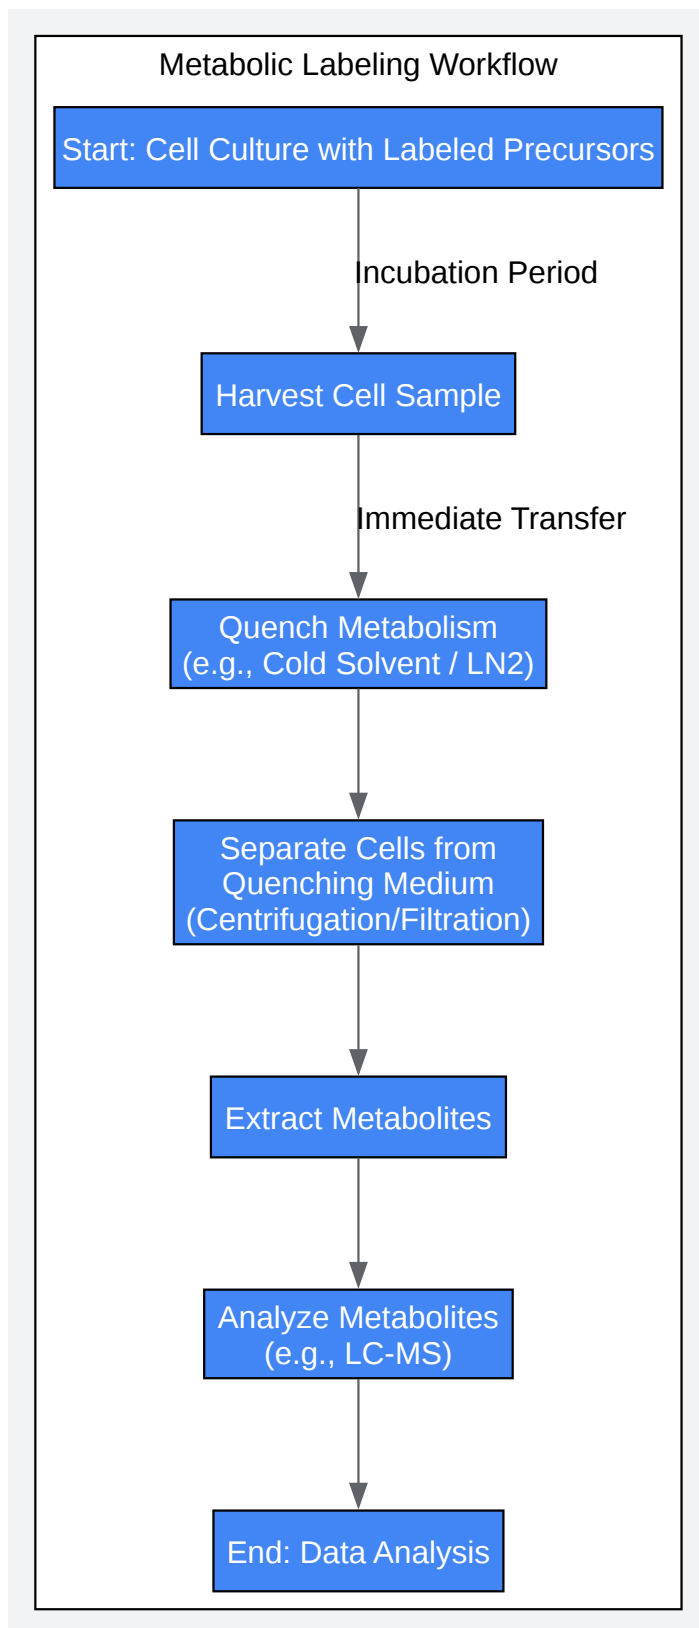 Metabolic Labeling Workflow
Start: Cell Culture with Labeled Precursors
Incubation Period
Harvest Cell Sample
Immediate Transfer
Quench Metabolism
(e.g., Cold Solvent / LN2)
Separate Cells from
Quenching Medium
(Centrifugation/Filtration)
Extract Metabolites
Analyze Metabolites
(e.g., LC-MS)
End: Data Analysis